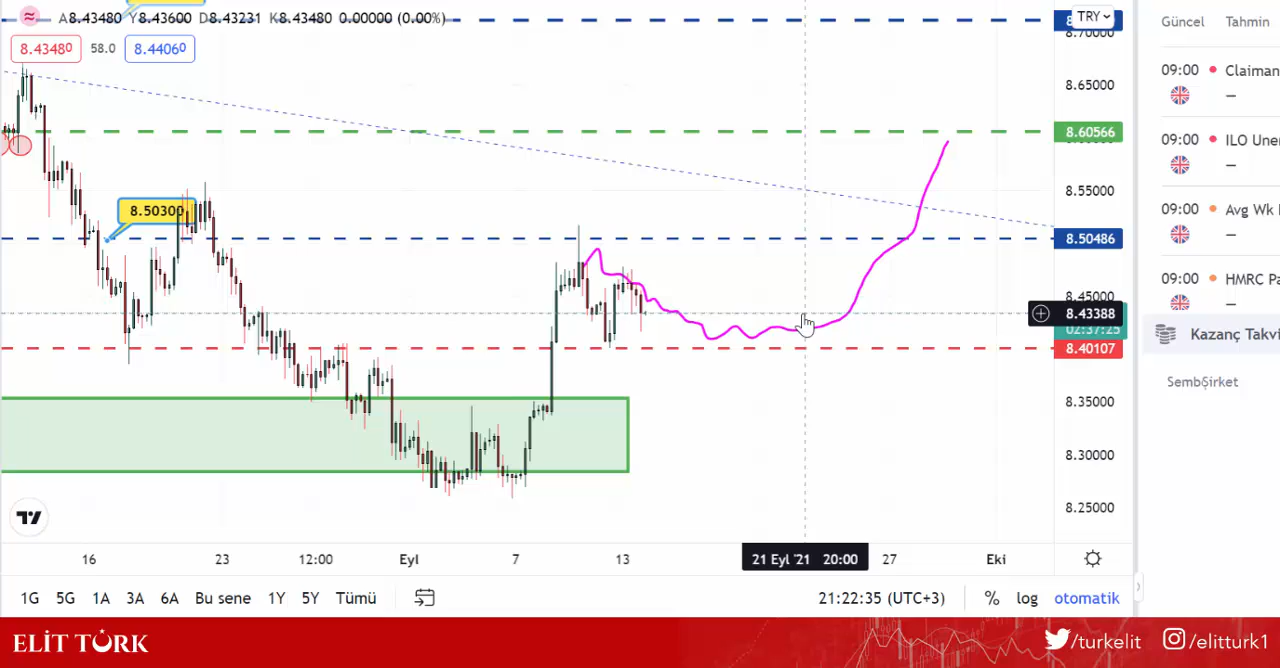 A8.43480 Y8.43600 D8.43231 K8.43480 0.00000 (0.00%)
8.43480 58.0 8.44060
TRY
8.70000
8.65000
8.60566
8.55000
8.50300
8.50486
8.45000
8.43388
02:37:25
8.40107
8.35000
8.30000
8.25000
16 23 12:00 Eyl 7 13 21 Eyl '21 20:00 27 Eki
1G 5G 1A 3A 6A Bu sene 1Y 5Y Tümü 21:22:35 (UTC+3) % log otomatik
Güncel Tahmin
09:00 Claiman
—
09:00 ILO Uner
—
09:00 Avg Wk
—
09:00 HMRC Pa
—
Kazanç Takvi
Şirket
ELİT TÜRK
/turkelit /elitturk1